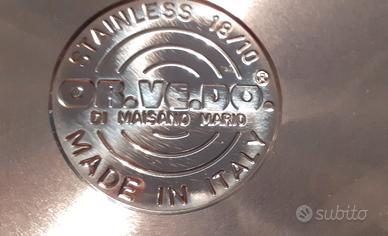 STAINLESS 18/10 ®
OR.VE.DO.
DI MAISANO MARIO
MADE IN ITALY
subito